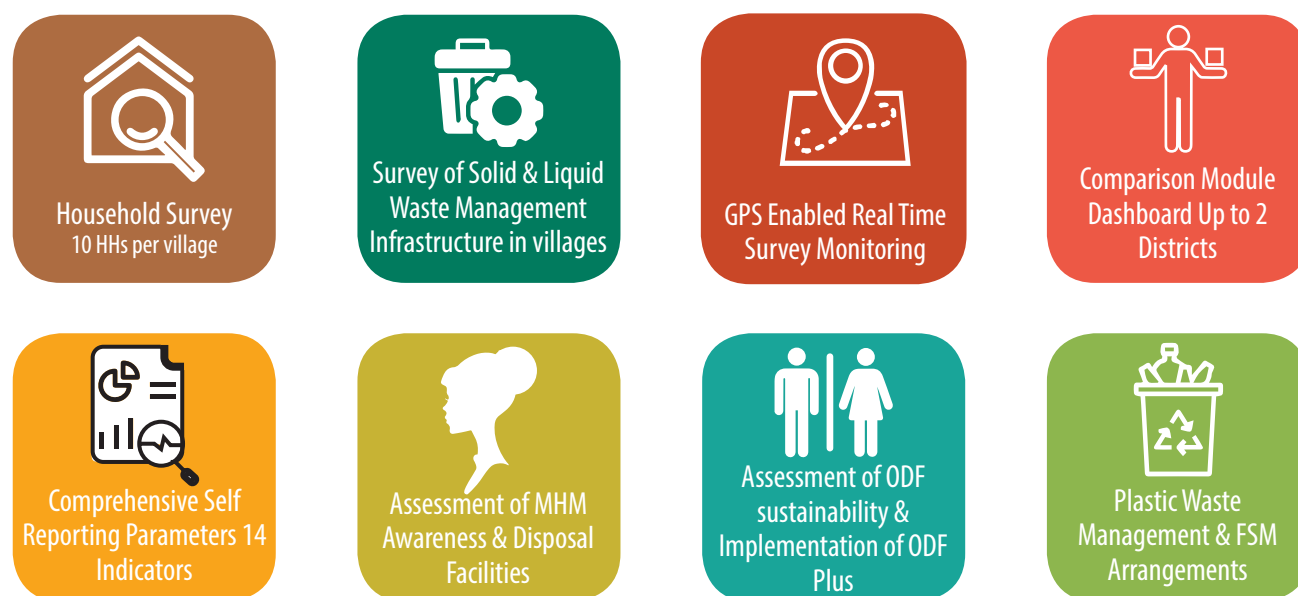 Household Survey
10 HHs per village
Survey of Solid & Liquid
Waste Management
Infrastructure in villages
GPS Enabled Real Time
Survey Monitoring
Comparison Module
Dashboard Up to 2
Districts
Comprehensive Self
Reporting Parameters 14
Indicators
Assessment of MHM
Awareness & Disposal
Facilities
Assessment of ODF
sustainability &
Implementation of ODF
Plus
Plastic Waste
Management & FSM
Arrangements